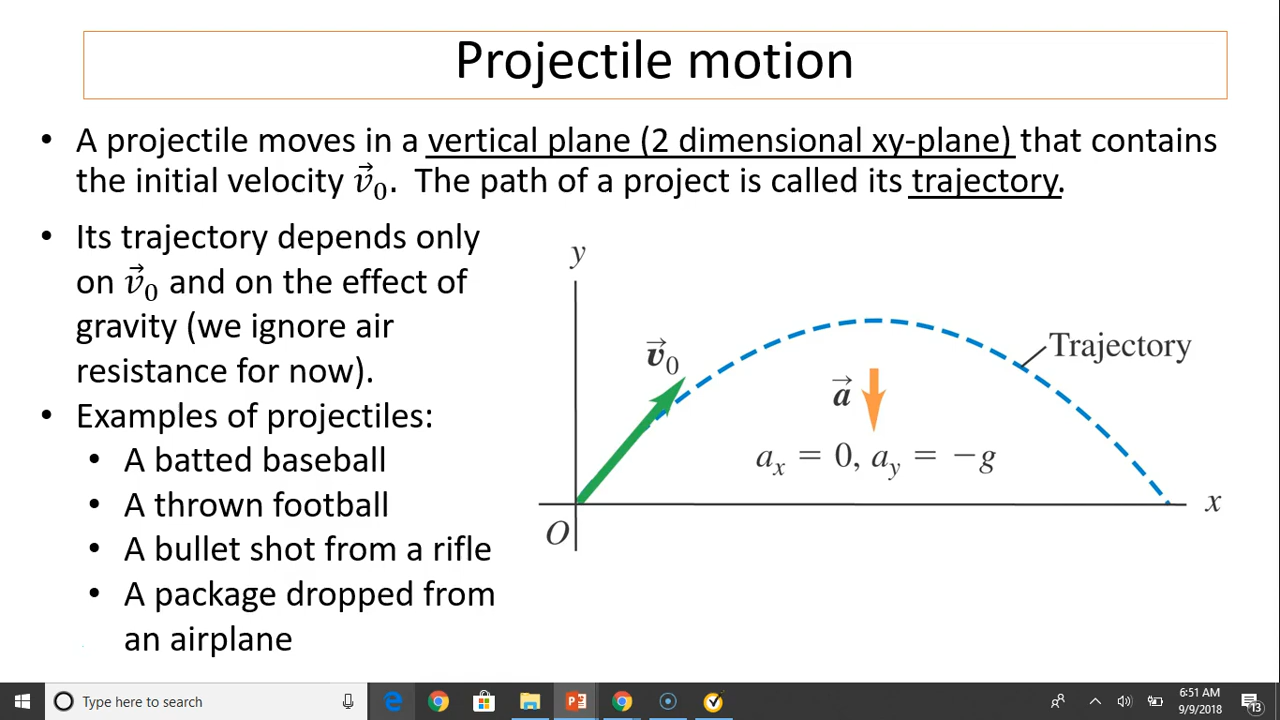 Projectile motion
• A projectile moves in a vertical plane (2 dimensional xy-plane) that contains
the initial velocity v⃗₀. The path of a project is called its trajectory.
• Its trajectory depends only
on v⃗₀ and on the effect of
gravity (we ignore air
resistance for now).
• Examples of projectiles:
• A batted baseball
• A thrown football
• A bullet shot from a rifle
• A package dropped from
an airplane
y
v⃗₀
Trajectory
a⃗
aₓ = 0, a_y = −g
x
O
Type here to search
6:51 AM
9/9/2018
13